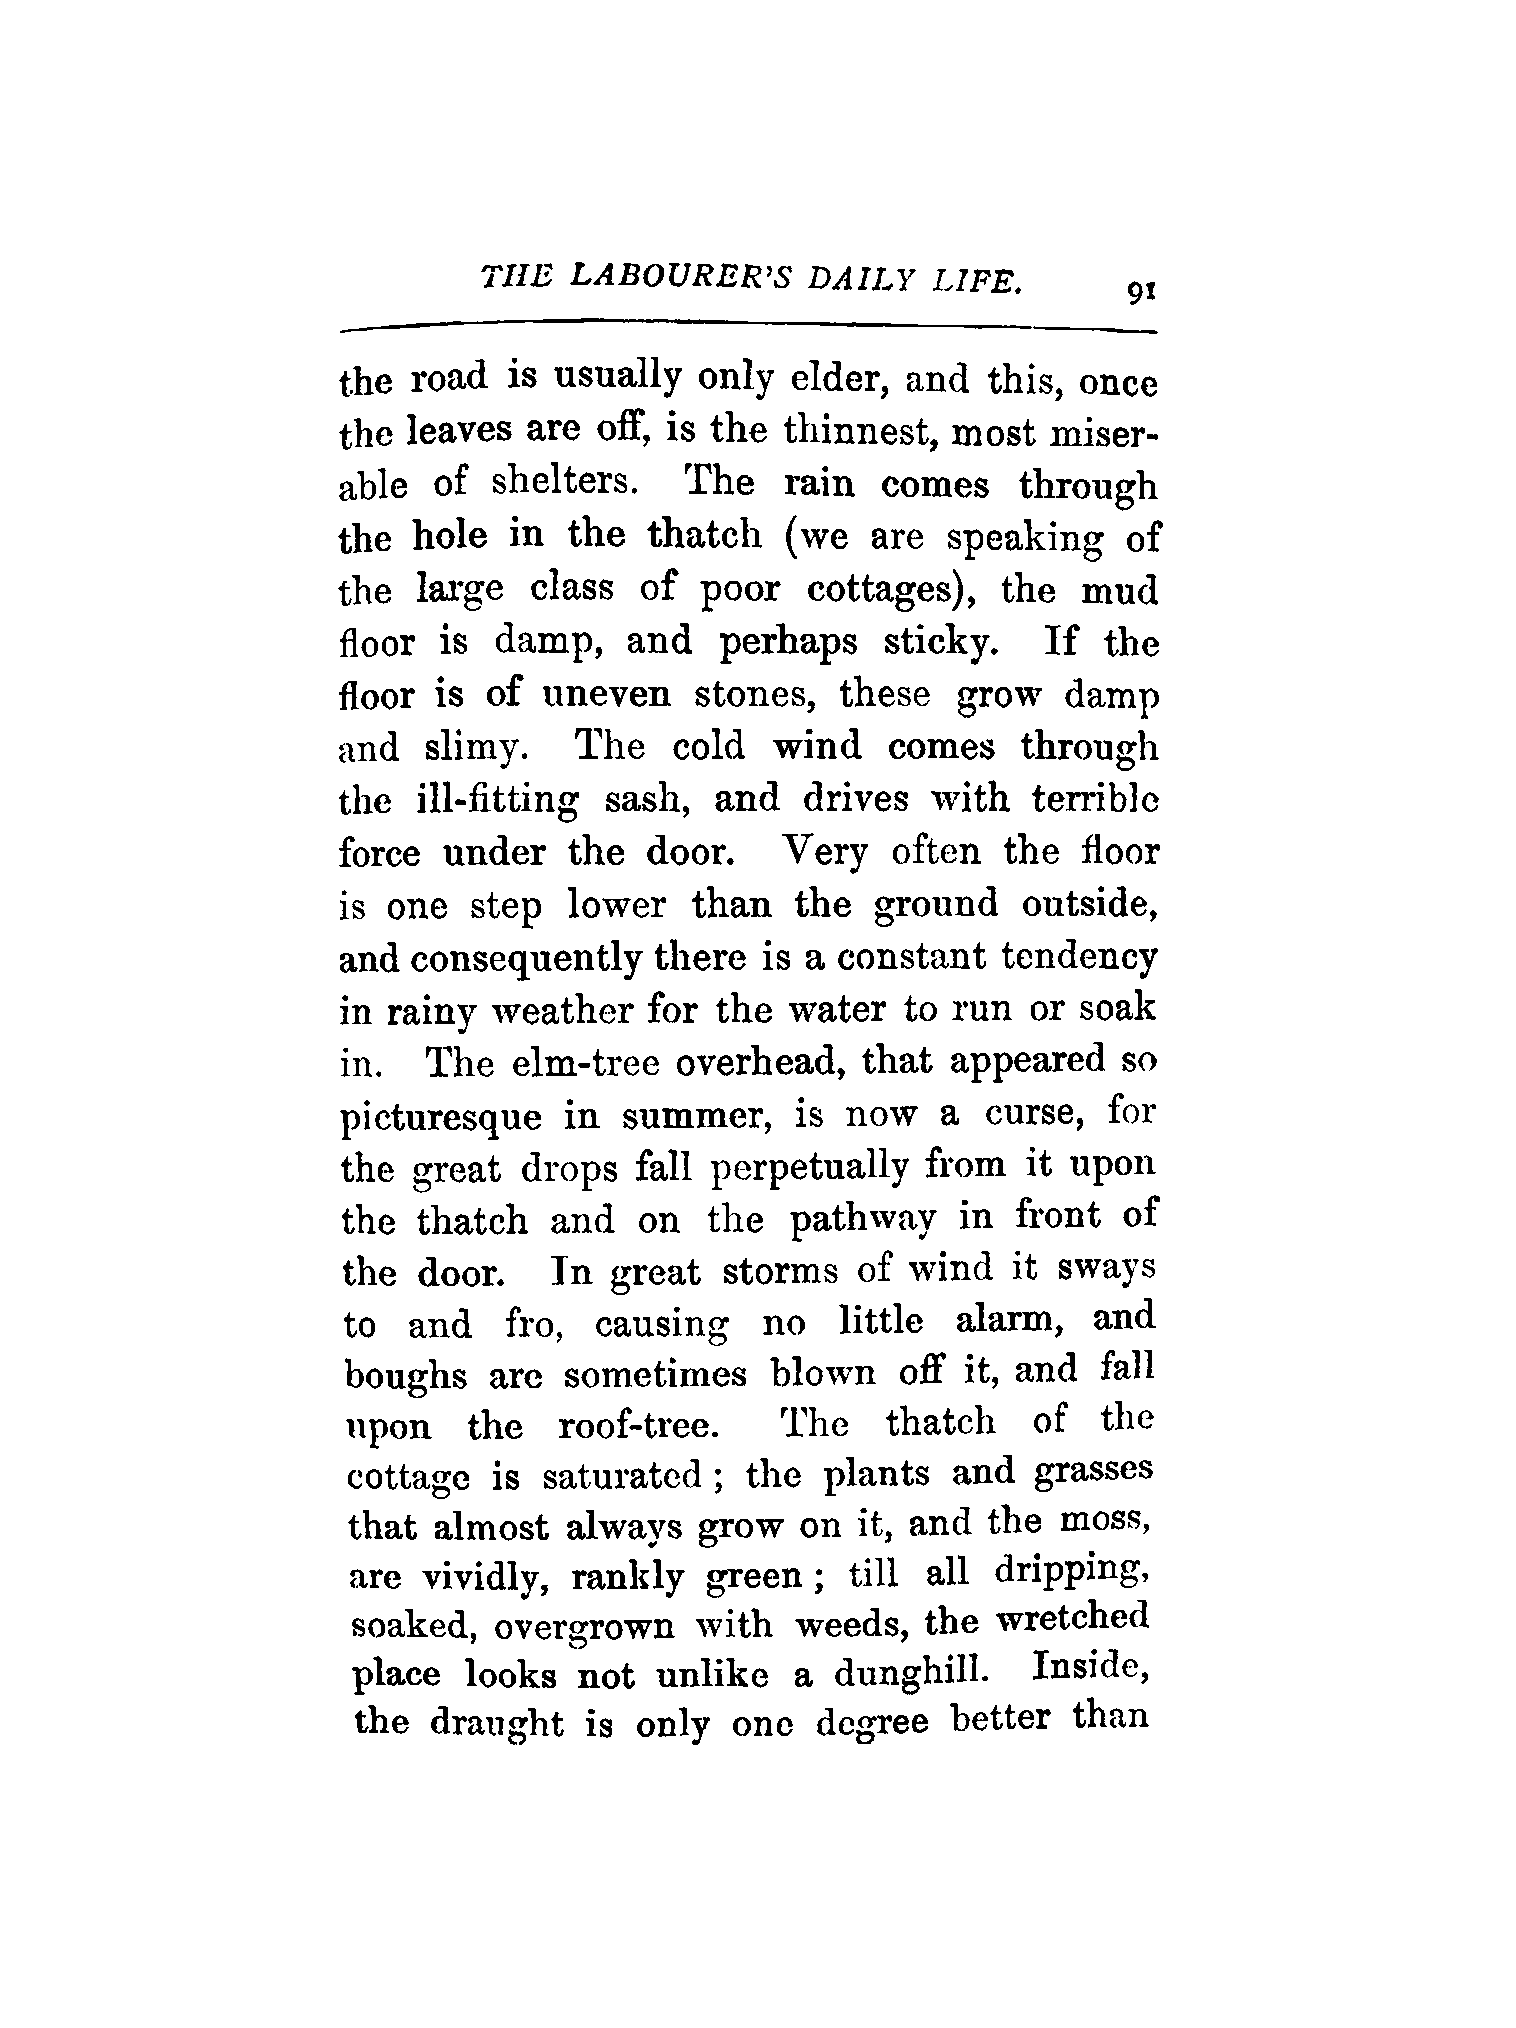 THE LABOURER'S DAILY LIFE. 91
the road is usually only elder, and this, once
the leaves are off, is the thinnest, most miser-
able of shelters. The rain comes through
the hole in the thatch (we are speaking of
the large class of poor cottages), the mud
floor is damp, and perhaps sticky. If the
floor is of uneven stones, these grow damp
and slimy. The cold wind comes through
the ill-fitting sash, and drives with terrible
force under the door. Very often the floor
is one step lower than the ground outside,
and consequently there is a constant tendency
in rainy weather for the water to run or soak
in. The elm-tree overhead, that appeared so
picturesque in summer, is now a curse, for
the great drops fall perpetually from it upon
the thatch and on the pathway in front of
the door. In great storms of wind it sways
to and fro, causing no little alarm, and
boughs are sometimes blown off it, and fall
upon the roof-tree. The thatch of the
cottage is saturated ; the plants and grasses
that almost always grow on it, and the moss,
are vividly, rankly green ; till all dripping,
soaked, overgrown with weeds, the wretched
place looks not unlike a dunghill. Inside,
the draught is only one degree better than